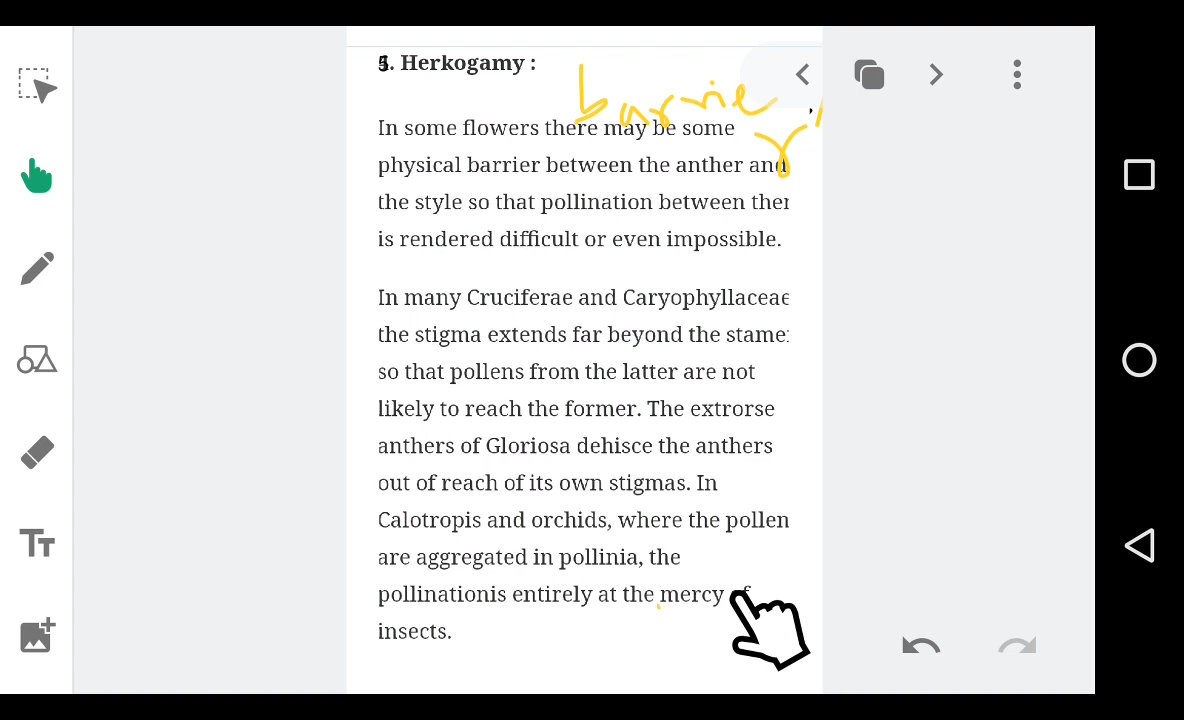 5. Herkogamy :
barrier
In some flowers there may be some
physical barrier between the anther and
the style so that pollination between ther
is rendered difficult or even impossible.
In many Cruciferae and Caryophyllaceae
the stigma extends far beyond the stame
so that pollens from the latter are not
likely to reach the former. The extrorse
anthers of Gloriosa dehisce the anthers
out of reach of its own stigmas. In
Calotropis and orchids, where the pollen
are aggregated in pollinia, the
pollinationis entirely at the mercy of
insects.
Tт